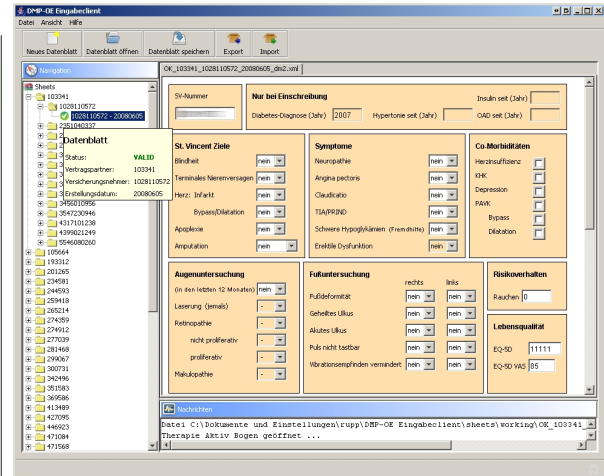 DMP-OE Eingabeclient
Datei Ansicht Hilfe
Neues Datenblatt Datenblatt öffnen Datenblatt speichern Export Import
Navigation
OK_103341_1028110572_20080605_dm2.xml
Sheets
103341
1028110572
1028110572 - 20080605
2351040337
Datenblatt
Status: VALID
Vertragspartner: 103341
Versicherungsnehmer: 1028110572
Erstellungsdatum: 20080605
3456010956
3547230946
4317101238
4399021249
5546080260
105664
193312
201265
234581
244593
259418
265214
274359
274912
277039
281468
299067
300731
342496
351583
369586
413489
427095
446923
471084
471568
SV-Nummer
Nur bei Einschreibung
Insulin seit (Jahr)
Diabetes-Diagnose (Jahr) 2007 Hypertonie seit (Jahr) OAD seit (Jahr)
St. Vincent Ziele
Blindheit nein
Terminales Nierenversagen nein
Herz: Infarkt nein
Bypass/Dilatation nein
Apoplexie nein
Amputation nein
Symptome
Neuropathie nein
Angina pectoris nein
Claudicatio nein
TIA/PRIND nein
Schwere Hypoglykämien (Fremdhilfe) nein
Erektile Dysfunktion nein
Co-Morbiditäten
Herzinsuffizienz
KHK
Depression
PAVK
Bypass
Dilatation
Augenuntersuchung
(in den letzten 12 Monaten) nein
Laserung (jemals) -
Retinopathie -
nicht proliferativ -
proliferativ -
Makulopathie -
Fußuntersuchung
rechts links
Fußdeformität nein nein
Geheiltes Ulkus nein nein
Akutes Ulkus nein nein
Puls nicht tastbar nein nein
Vibrationsempfinden vermindert nein nein
Risikoverhalten
Rauchen 0
Lebensqualität
EQ-5D 11111
EQ-5D VAS 85
Nachrichten
Datei C:\Dokumente und Einstellungen\rupp\DMP-OE Eingabeclient\sheets\working\OK_103341_
Therapie Aktiv Bogen geöffnet ...